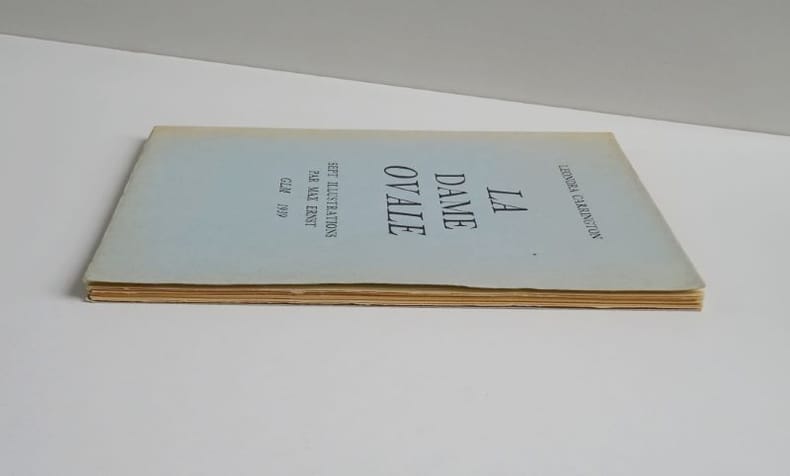 LEONORA CARRINGTON
LA
DAME
OVALE
SEPT ILLUSTRATIONS
PAR MAX ERNST
GLM 1939